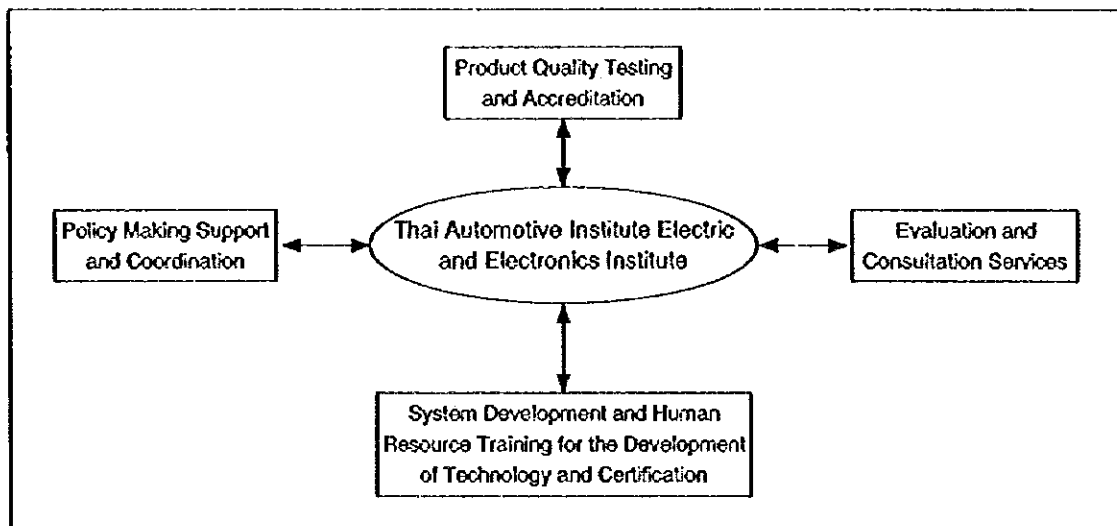 Product Quality Testing
and Accreditation
Policy Making Support
and Coordination
Thai Automotive Institute Electric
and Electronics Institute
Evaluation and
Consultation Services
System Development and Human
Resource Training for the Development
of Technology and Certification